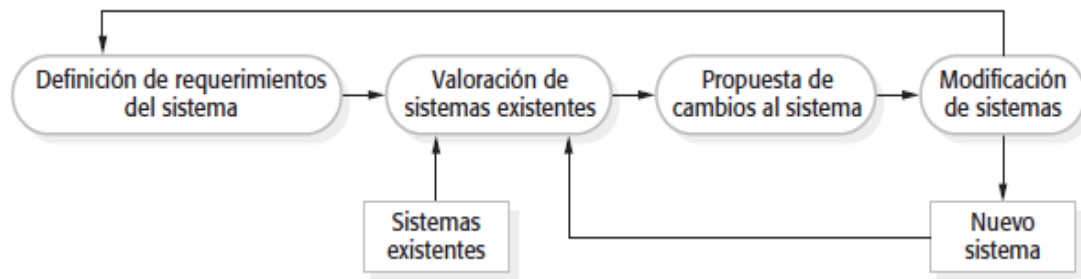 Definición de requerimientos
del sistema
Valoración de
sistemas existentes
Propuesta de
cambios al sistema
Modificación
de sistemas
Sistemas
existentes
Nuevo
sistema